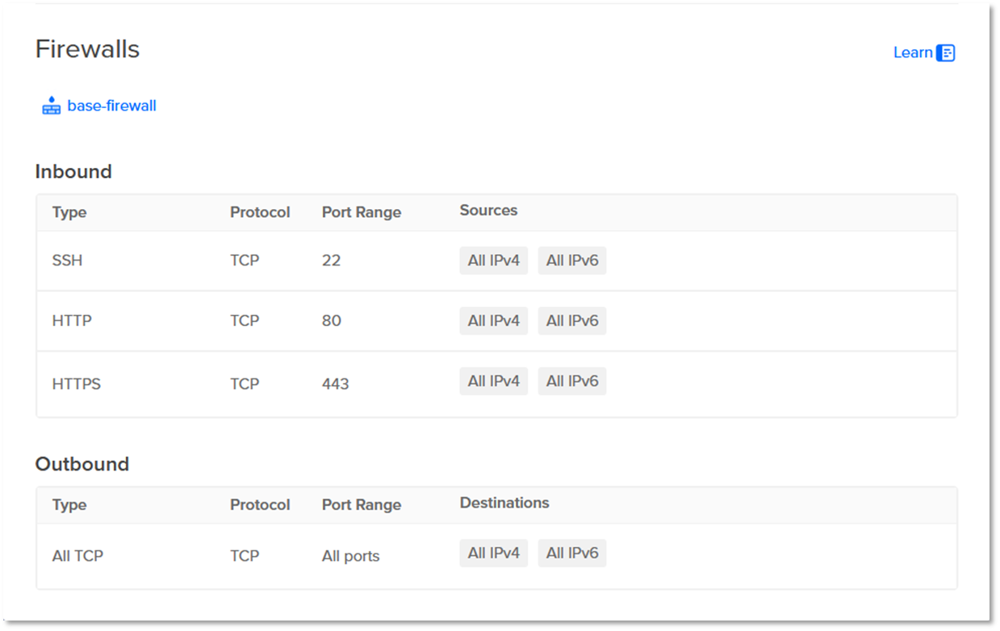 Firewalls
Learn
base-firewall
Inbound
Type Protocol Port Range Sources
SSH TCP 22 All IPv4 All IPv6
HTTP TCP 80 All IPv4 All IPv6
HTTPS TCP 443 All IPv4 All IPv6
Outbound
Type Protocol Port Range Destinations
All TCP TCP All ports All IPv4 All IPv6